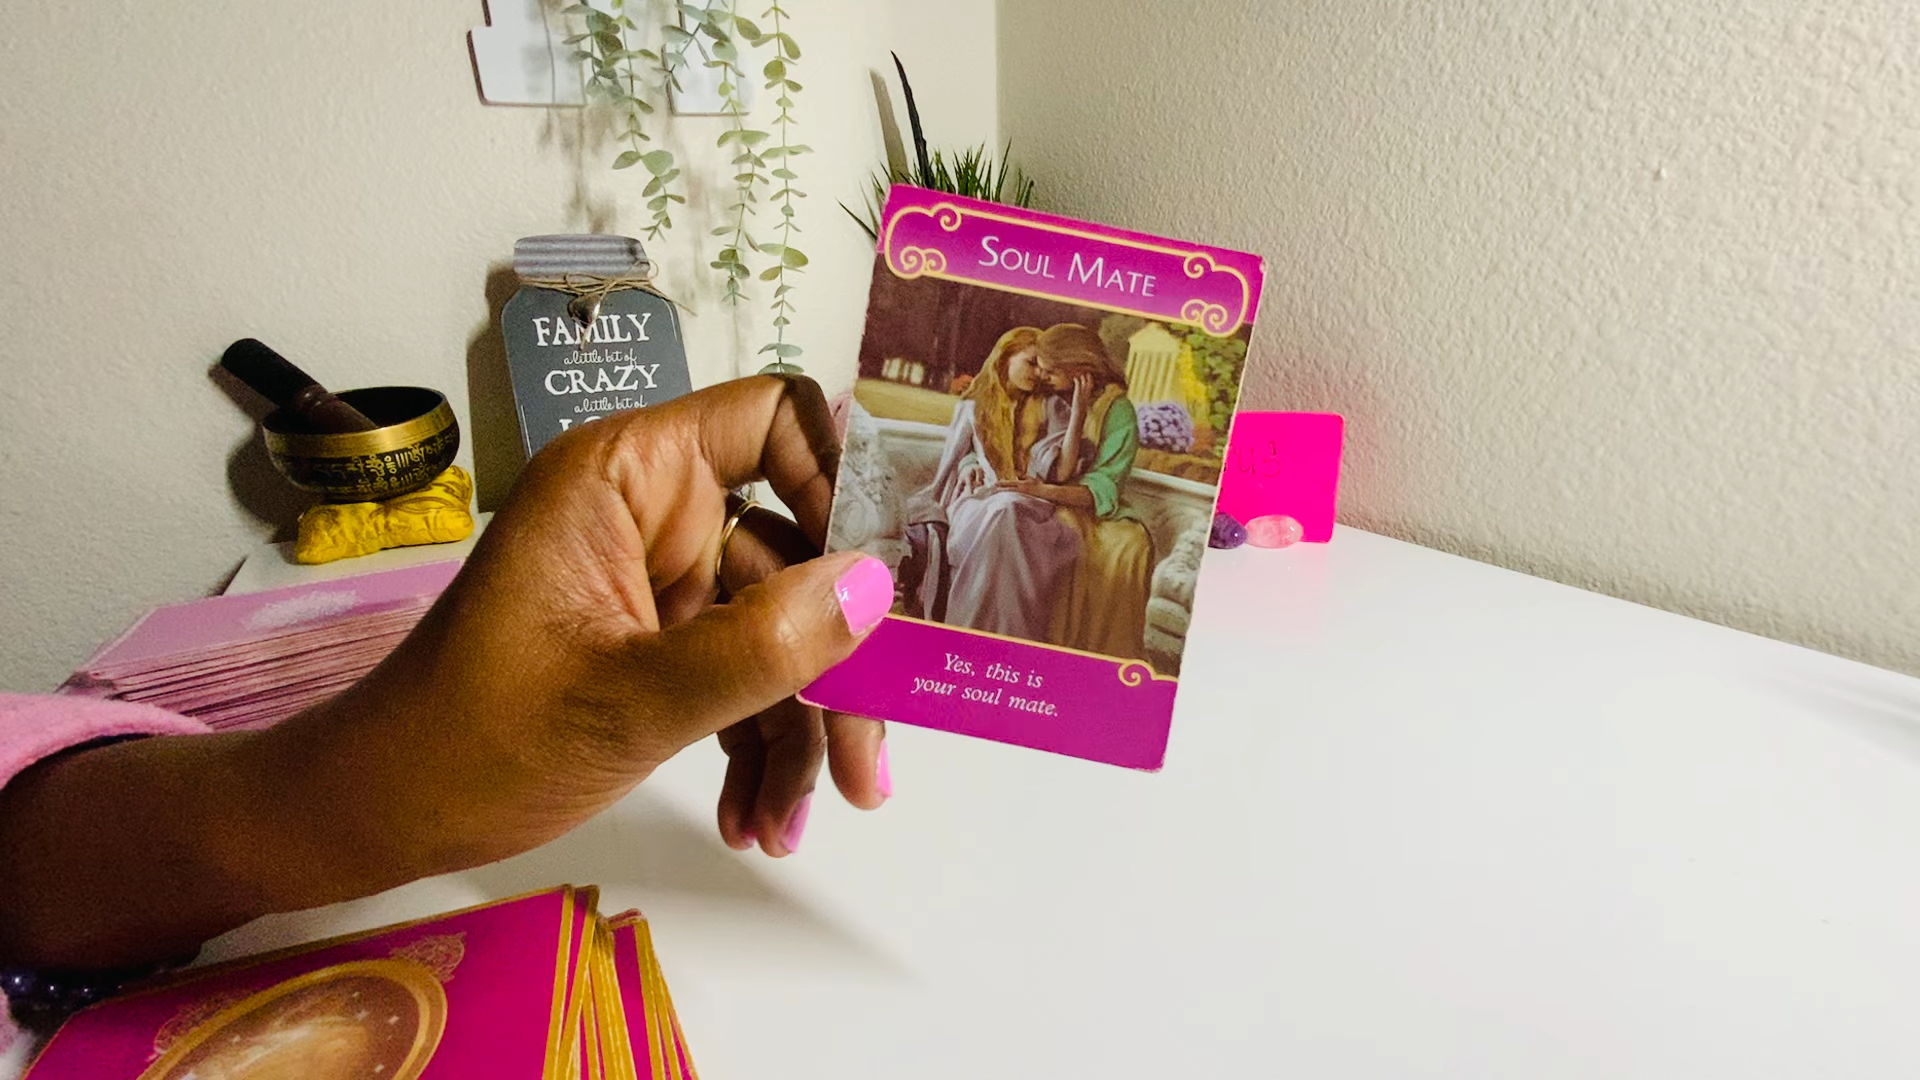 FAMILY
a little bit of
CRAZY
a little bit of
SOUL MATE
Yes, this is
your soul mate.